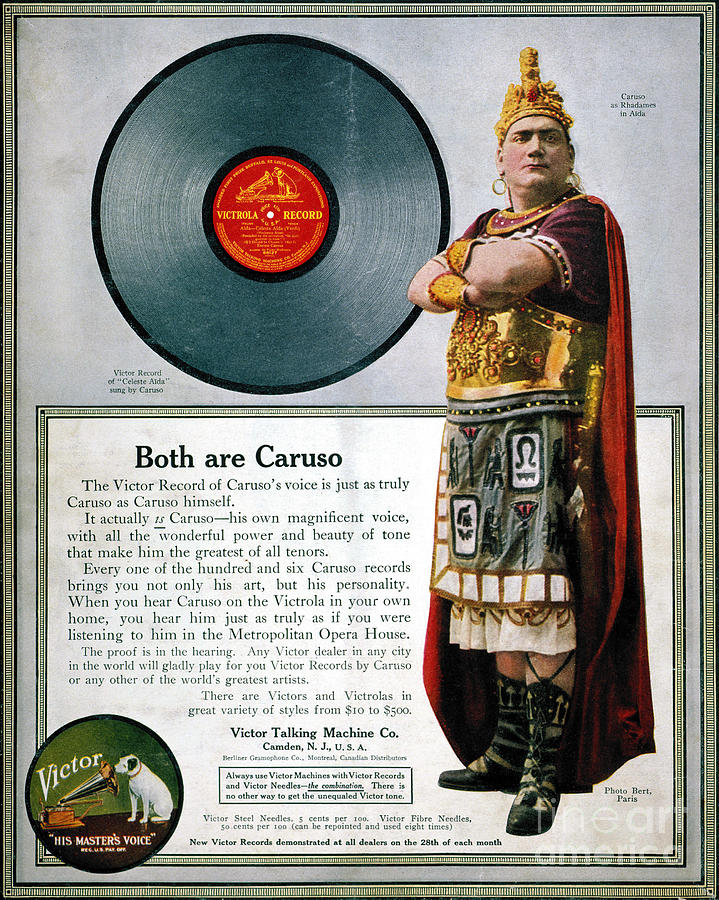 Caruso
as Rhadames
in Aïda
VICTROLA RECORD
Aïda—Celeste Aïda (Verdi)
Enrico Caruso
Victor Record
of "Celeste Aïda"
sung by Caruso
Both are Caruso
The Victor Record of Caruso's voice is just as truly
Caruso as Caruso himself.
It actually is Caruso—his own magnificent voice,
with all the wonderful power and beauty of tone
that make him the greatest of all tenors.
Every one of the hundred and six Caruso records
brings you not only his art, but his personality.
When you hear Caruso on the Victrola in your own
home, you hear him just as truly as if you were
listening to him in the Metropolitan Opera House.
The proof is in the hearing. Any Victor dealer in any city
in the world will gladly play for you Victor Records by Caruso
or any other of the world's greatest artists.
There are Victors and Victrolas in
great variety of styles from $10 to $500.
Victor Talking Machine Co.
Camden, N. J., U. S. A.
Berliner Gramophone Co., Montreal, Canadian Distributors
Always use Victor Machines with Victor Records
and Victor Needles—the combination. There is
no other way to get the unequaled Victor tone.
Victor Steel Needles, 5 cents per 100. Victor Fibre Needles,
50 cents per 100 (can be repointed and used eight times)
New Victor Records demonstrated at all dealers on the 28th of each month
Victor
"HIS MASTER'S VOICE"
REG. U.S. PAT. OFF.
Photo Bert,
Paris
fine art
america